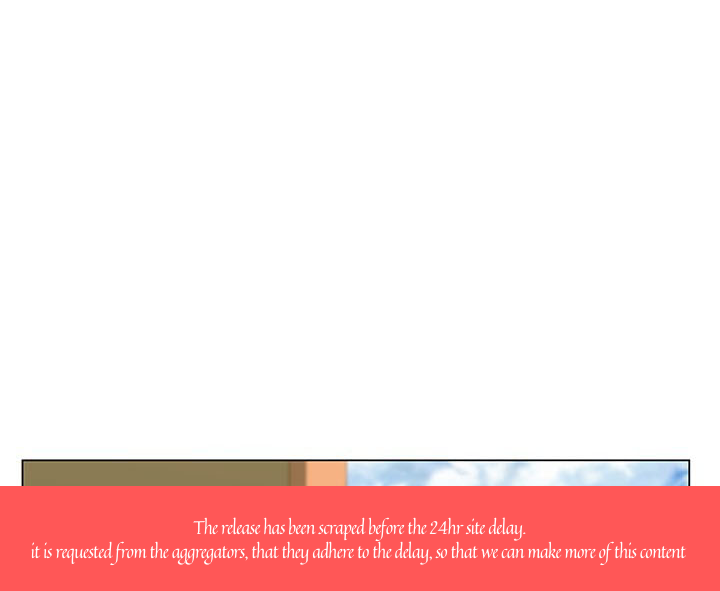 The release has been scraped before the 24hr site delay.
it is requested from the aggregators, that they adhere to the delay, so that we can make more of this content